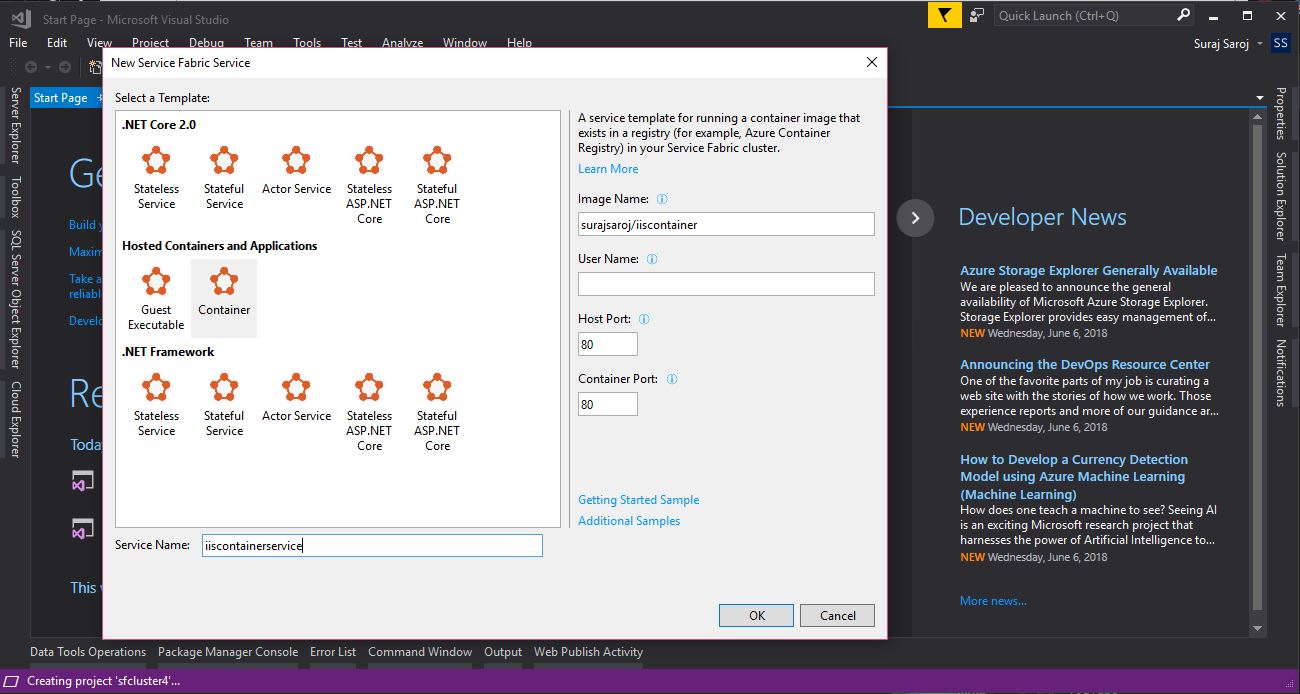 Start Page - Microsoft Visual Studio
Quick Launch (Ctrl+Q)
File Edit View Project Debug Team Tools Test Analyze Window Help
Suraj Saroj
SS
Server Explorer
Toolbox
SQL Server Object Explorer
Cloud Explorer
Start Page
Ge
Build y
Maxim
Take a
reliabl
Develo
Re
Toda
This
New Service Fabric Service
Select a Template:
.NET Core 2.0
Stateless Service
Stateful Service
Actor Service
Stateless ASP.NET Core
Stateful ASP.NET Core
Hosted Containers and Applications
Guest Executable
Container
.NET Framework
Stateless Service
Stateful Service
Actor Service
Stateless ASP.NET Core
Stateful ASP.NET Core
A service template for running a container image that
exists in a registry (for example, Azure Container
Registry) in your Service Fabric cluster.
Learn More
Image Name:
surajsaroj/iiscontainer
User Name:
Host Port:
80
Container Port:
80
Getting Started Sample
Additional Samples
Service Name: iiscontainerservice
OK Cancel
Developer News
Azure Storage Explorer Generally Available
We are pleased to announce the general
availability of Microsoft Azure Storage Explorer.
Storage Explorer provides easy management of...
NEW Wednesday, June 6, 2018
Announcing the DevOps Resource Center
One of the favorite parts of my job is curating a
web site with the stories of how we work. Those
experience reports and more of our guidance ar...
NEW Wednesday, June 6, 2018
How to Develop a Currency Detection
Model using Azure Machine Learning
(Machine Learning)
How does one teach a machine to see? Seeing AI
is an exciting Microsoft research project that
harnesses the power of Artificial Intelligence to...
NEW Wednesday, June 6, 2018
More news...
Properties
Solution Explorer
Team Explorer
Notifications
Data Tools Operations Package Manager Console Error List Command Window Output Web Publish Activity
Creating project 'sfcluster4'...